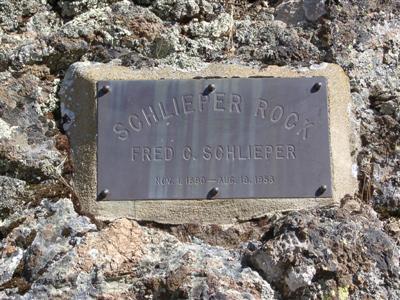 SCHLIEPER ROCK
FRED C. SCHLIEPER
NOV. 1, 1880 — AUG. 18, 1958